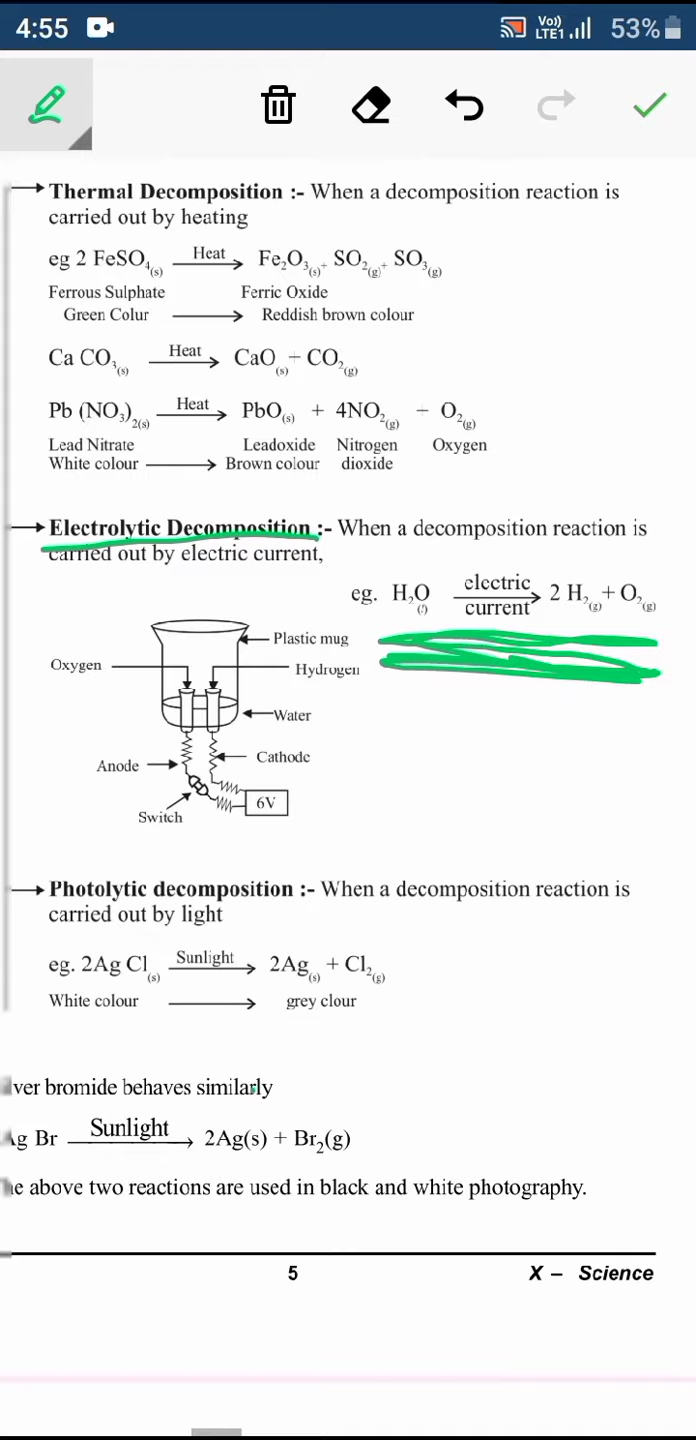 4:55 Vo)) LTE1 53%
Thermal Decomposition :- When a decomposition reaction is
carried out by heating
eg 2 FeSO₄(s) Heat → Fe₂O₃(s)+ SO₂(g)+ SO₃(g)
Ferrous Sulphate Ferric Oxide
Green Colur → Reddish brown colour
Ca CO₃(s) Heat → CaO(s) + CO₂(g)
Pb (NO₃)2(s) Heat → PbO(s) + 4NO₂(g) + O₂(g)
Lead Nitrate Leadoxide Nitrogen Oxygen
White colour → Brown colour dioxide
Electrolytic Decomposition :- When a decomposition reaction is
carried out by electric current,
eg. H₂O electric current → 2 H₂(g) + O₂(g)
Plastic mug
Oxygen
Hydrogen
Water
Cathode
Anode
6V
Switch
Photolytic decomposition :- When a decomposition reaction is
carried out by light
eg. 2Ag Cl(s) Sunlight → 2Ag(s) + Cl₂(g)
White colour → grey clour
bromide behaves similarly
Br Sunlight → 2Ag(s) + Br₂(g)
above two reactions are used in black and white photography.
5 X – Science